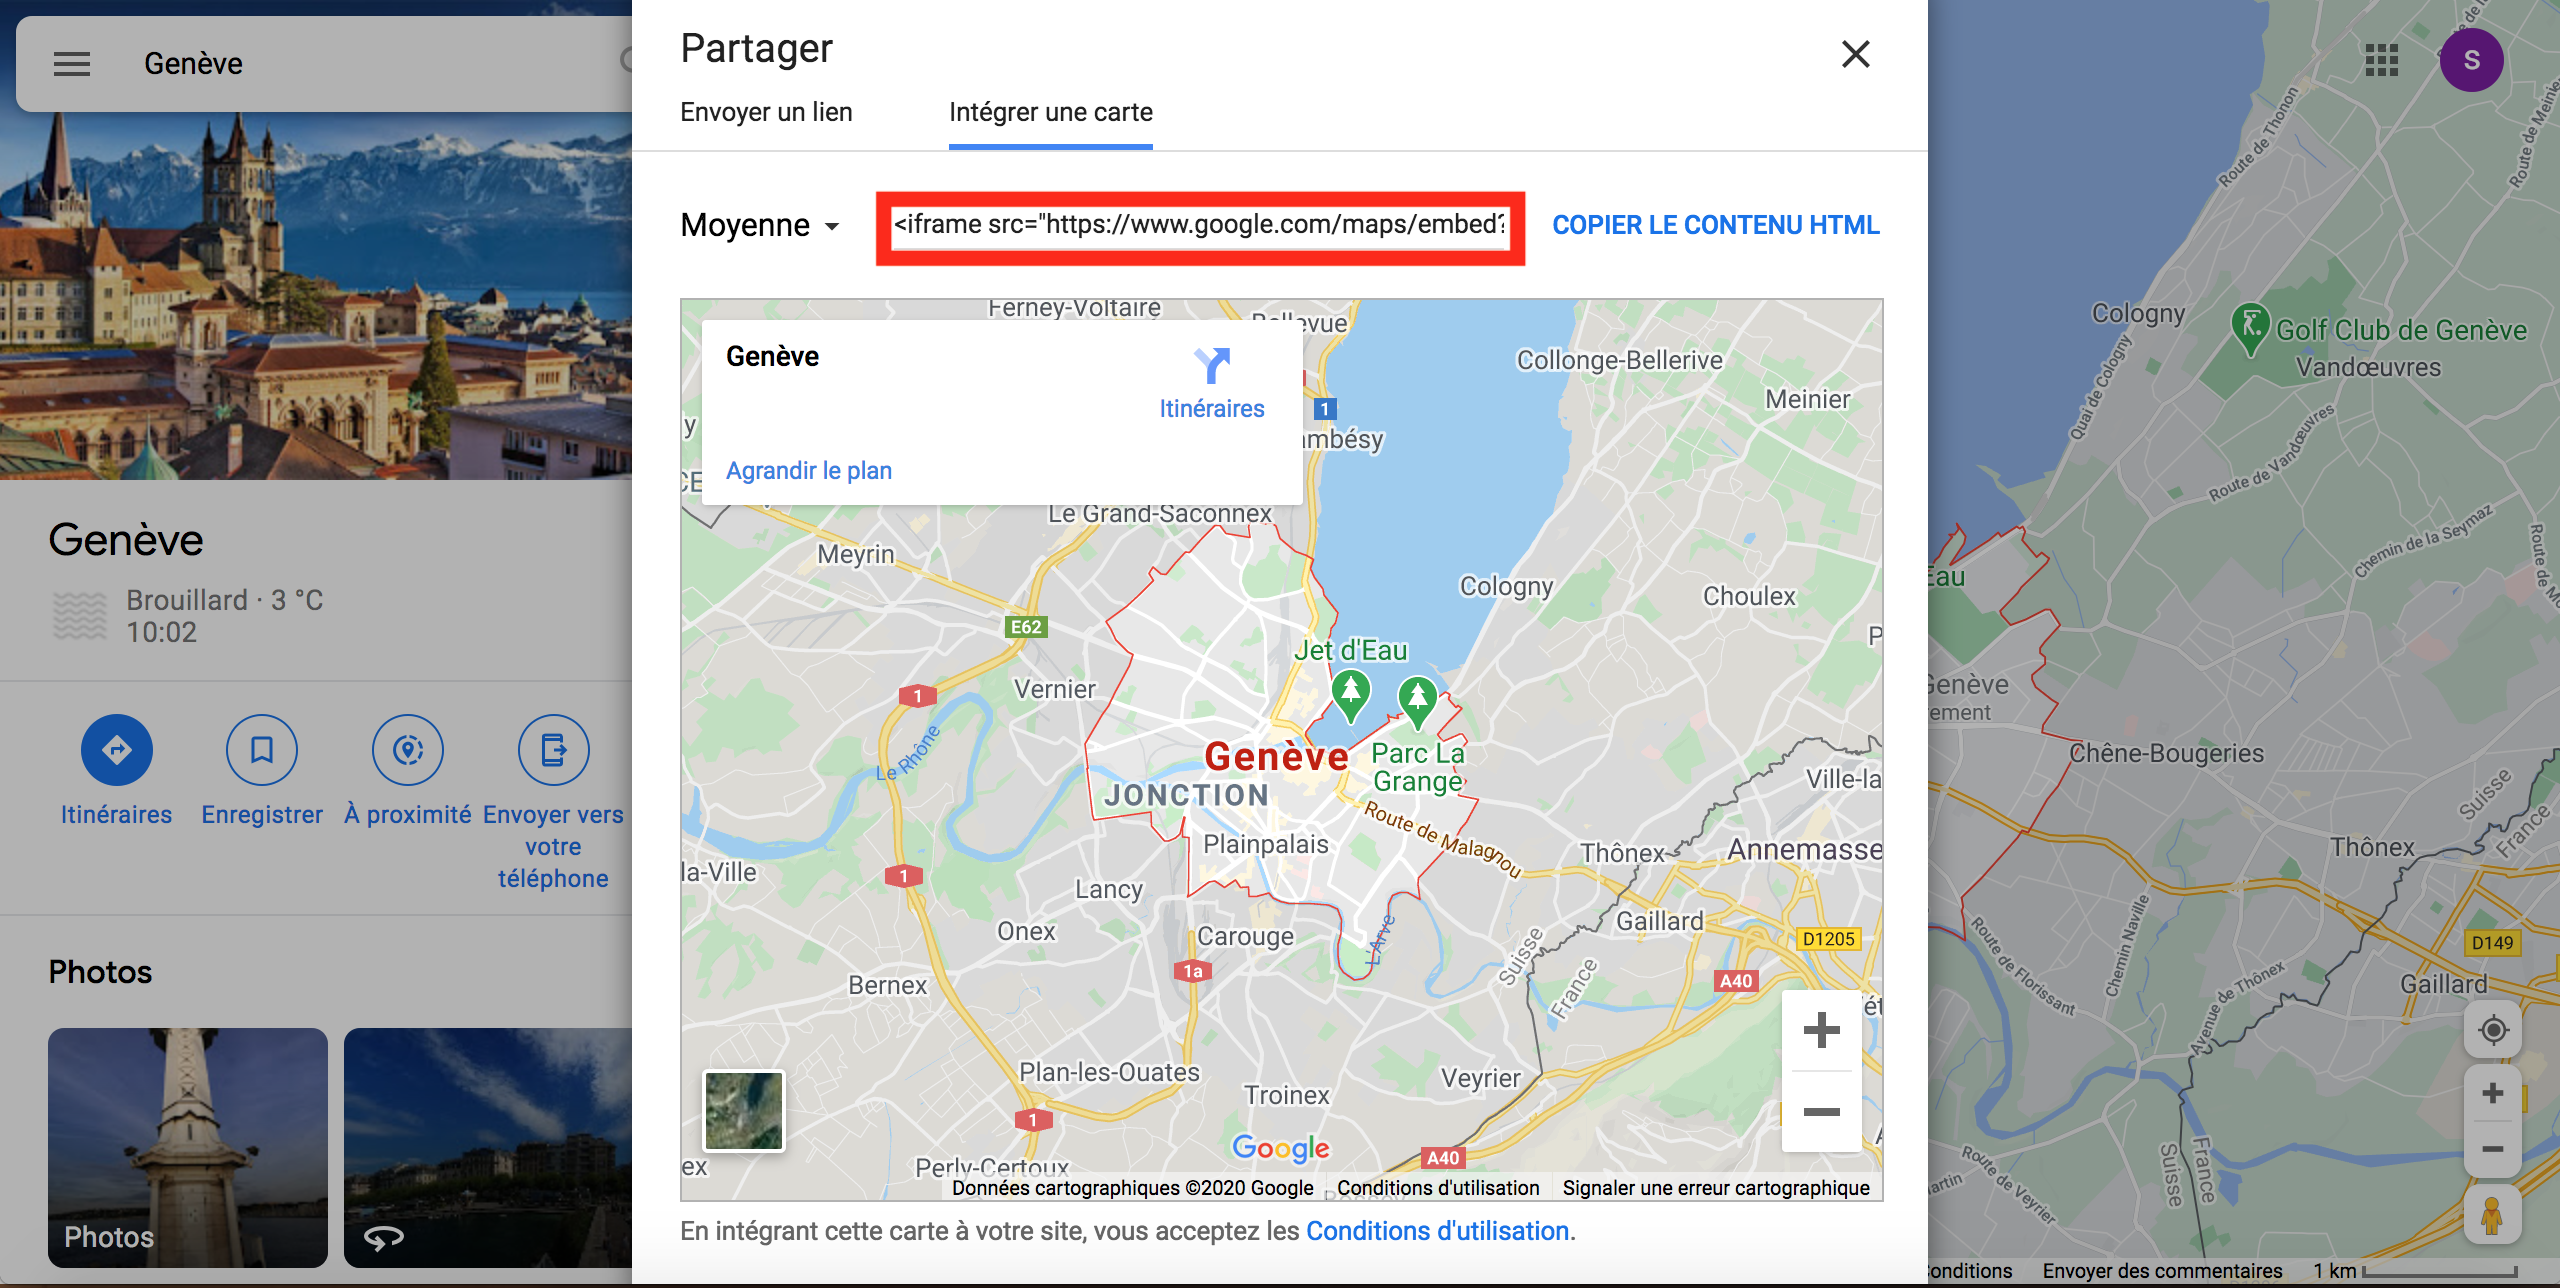 Genève
Genève
Brouillard · 3 °C
10:02
Itinéraires
Enregistrer
À proximité
Envoyer vers
votre
téléphone
Photos
Photos
Partager
Envoyer un lien
Intégrer une carte
Moyenne
<iframe src="https://www.google.com/maps/embed?
COPIER LE CONTENU HTML
Genève
Itinéraires
Agrandir le plan
Ferney-Voltaire
Collonge-Bellerive
Meinier
1
Le Grand-Saconnex
Meyrin
Cologny
Choulex
E62
Jet d'Eau
Vernier
1
Le Rhône
Genève
Parc La
Grange
JONCTION
Ville-la
Route de Malagnou
Plainpalais
Thônex
Annemasse
la-Ville
1
Lancy
Onex
Carouge
L'Arve
Gaillard
D1205
Suisse
France
1a
A40
Bernex
Plan-les-Ouates
Troinex
Veyrier
1
Google
A40
Perly-Certoux
ex
Données cartographiques ©2020 Google
Conditions d'utilisation
Signaler une erreur cartographique
En intégrant cette carte à votre site, vous acceptez les Conditions d'utilisation.
S
Route de Thonon
Route de Meinier
Cologny
Golf Club de Genève
Vandœuvres
Quai de Cologny
Route de Vandœuvres
Chemin de la Seymaz
Eau
Genève
Chêne-Bougeries
Suisse
France
Thônex
Route de Florissant
Chemin Naville
Avenue de Thônex
D149
Gaillard
Route de Veyrier
Suisse
France
Envoyer des commentaires
1 km